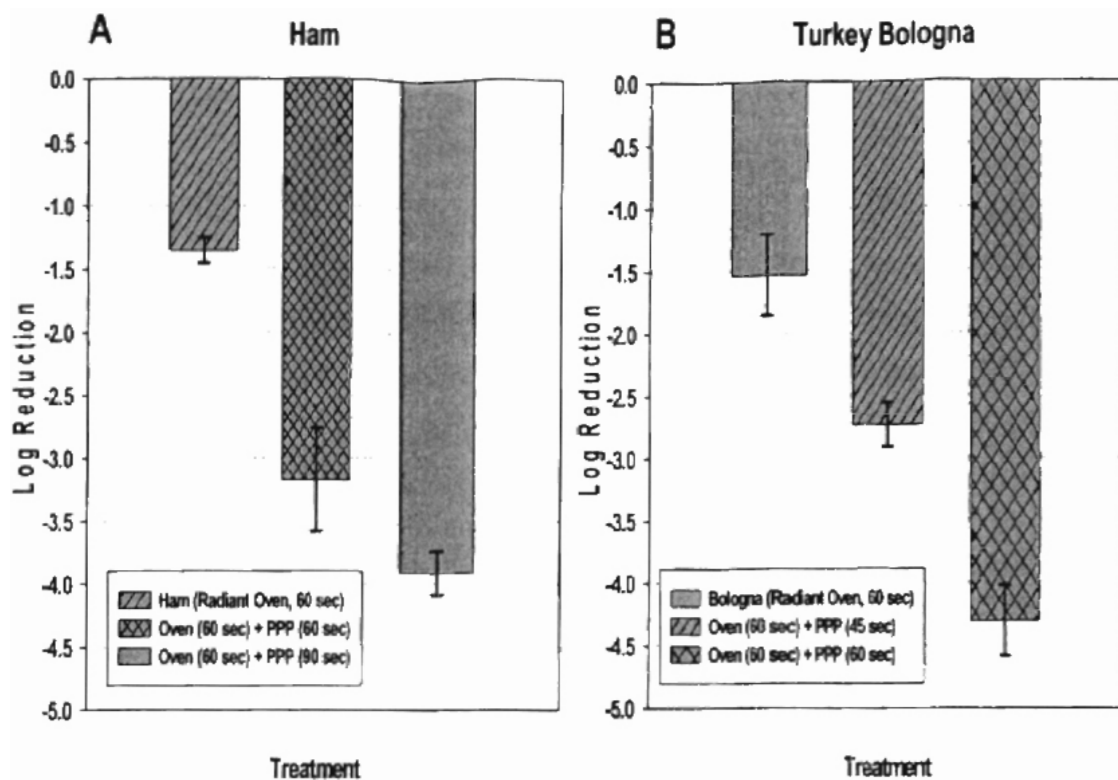 A
Ham
0.0
-0.5
-1.0
-1.5
-2.0
-2.5
-3.0
-3.5
-4.0
-4.5
-5.0
Log Reduction
Ham (Radiant Oven, 60 sec)
Oven (60 sec) + PPP (60 sec)
Oven (60 sec) + PPP (90 sec)
Treatment
B
Turkey Bologna
0.0
-0.5
-1.0
-1.5
-2.0
-2.5
-3.0
-3.5
-4.0
-4.5
-5.0
Log Reduction
Bologna (Radiant Oven, 60 sec)
Oven (60 sec) + PPP (45 sec)
Oven (60 sec) + PPP (60 sec)
Treatment